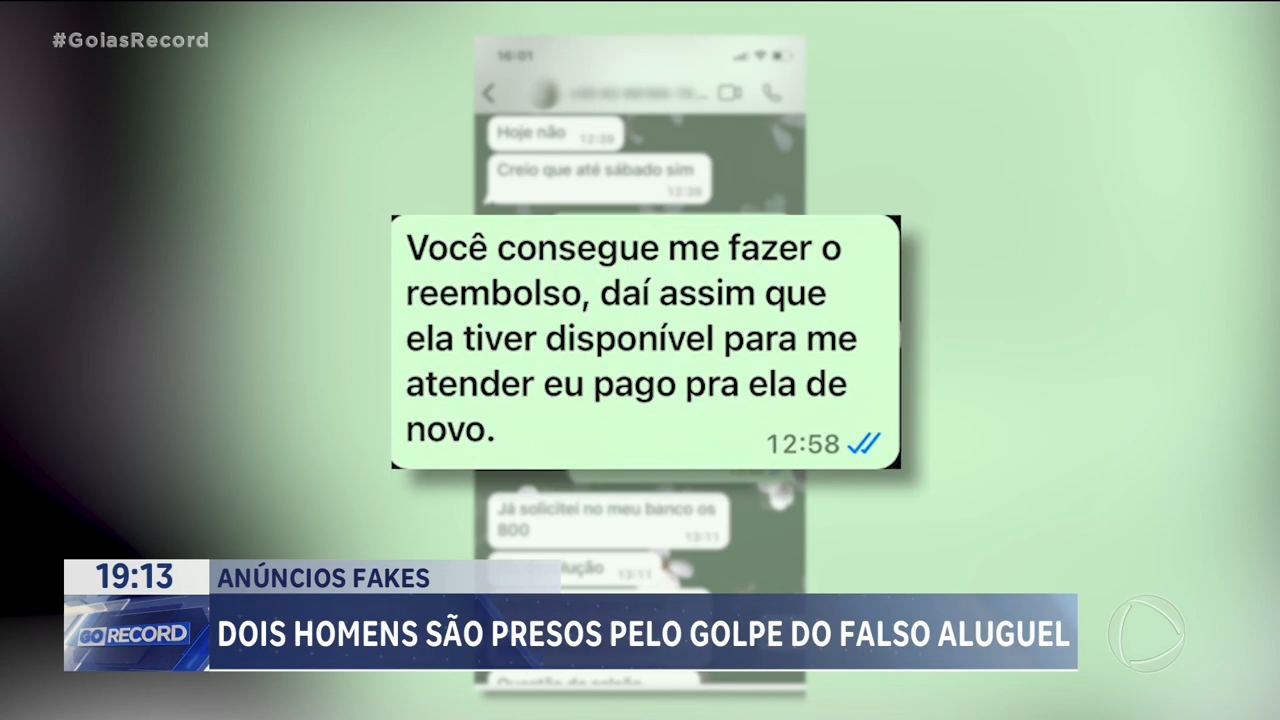 #GoiasRecord
16:01
Hoje não 12:39
Creio que até sábado sim
12:39
Você consegue me fazer o
reembolso, daí assim que
ela tiver disponível para me
atender eu pago pra ela de
novo.
12:58
Já solicitei no meu banco os
800
13:11
13:11
19:13
ANÚNCIOS FAKES
GO RECORD
DOIS HOMENS SÃO PRESOS PELO GOLPE DO FALSO ALUGUEL